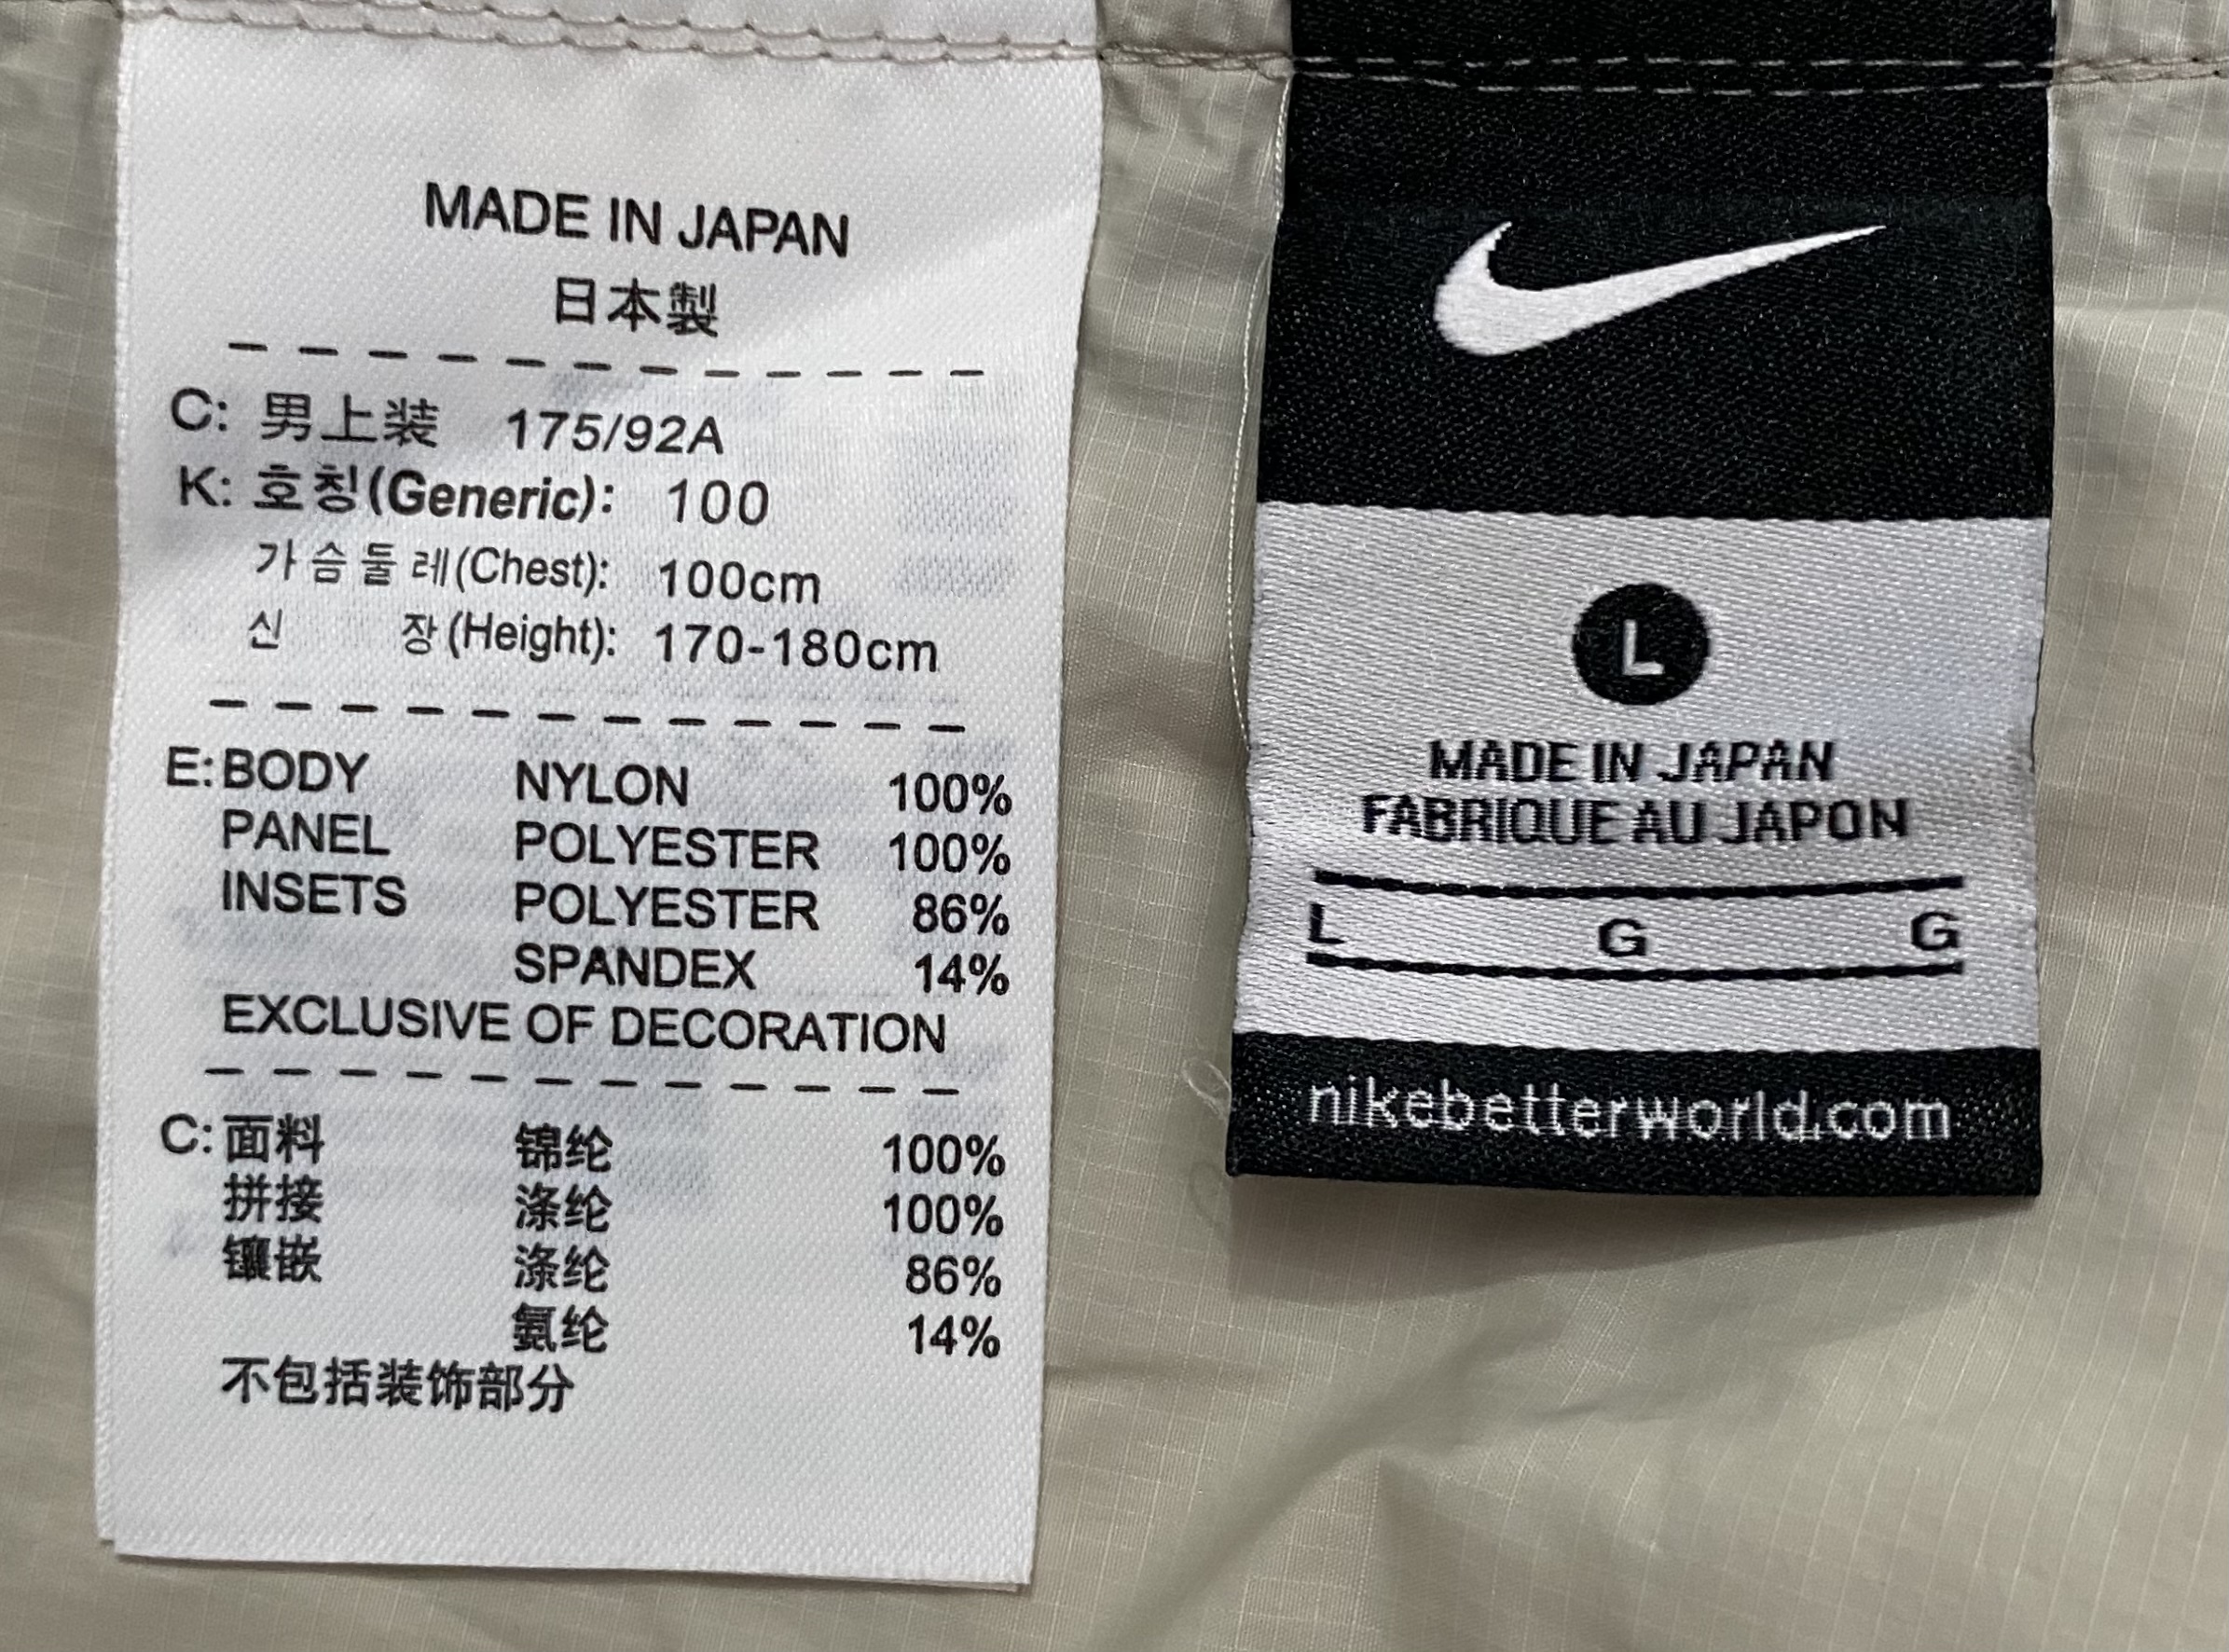 MADE IN JAPAN
日本製
C: 男上装 175/92A
K: 호칭(Generic): 100
가슴둘레(Chest): 100cm
신 장(Height): 170-180cm
E: BODY NYLON 100%
PANEL POLYESTER 100%
INSETS POLYESTER 86%
SPANDEX 14%
EXCLUSIVE OF DECORATION
C: 面料 锦纶 100%
拼接 涤纶 100%
镶嵌 涤纶 86%
氨纶 14%
不包括装饰部分
L
MADE IN JAPAN
FABRIQUE AU JAPON
L G G
nikebetterworld.com